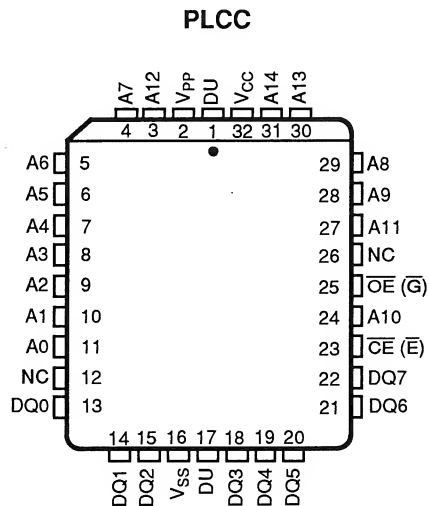 PLCC
A7 A12 VPP DU VCC A14 A13
4 3 2 1 32 31 30
A6 5 29 A8
A5 6 28 A9
A4 7 27 A11
A3 8 26 NC
A2 9 25 O̅E̅ (G̅)
A1 10 24 A10
A0 11 23 C̅E̅ (E̅)
NC 12 22 DQ7
DQ0 13 21 DQ6
14 15 16 17 18 19 20
DQ1 DQ2 VSS DU DQ3 DQ4 DQ5